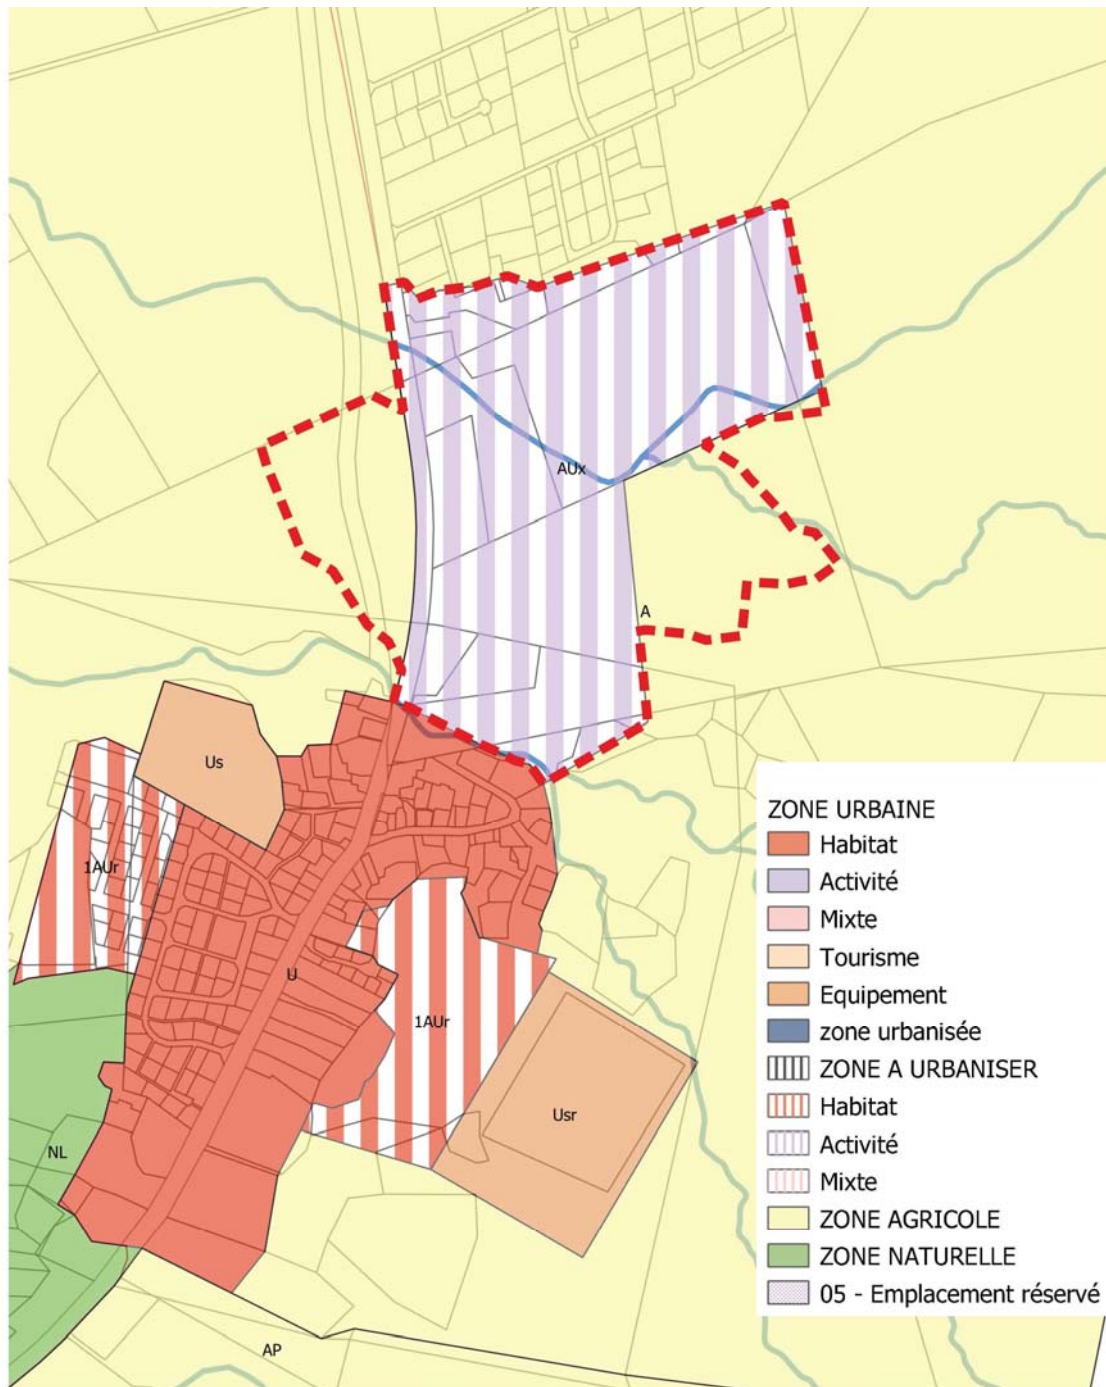 AUx
A
Us
1AUr
U
1AUr
Usr
NL
AP
ZONE URBAINE
Habitat
Activité
Mixte
Tourisme
Equipement
zone urbanisée
ZONE A URBANISER
Habitat
Activité
Mixte
ZONE AGRICOLE
ZONE NATURELLE
05 - Emplacement réservé